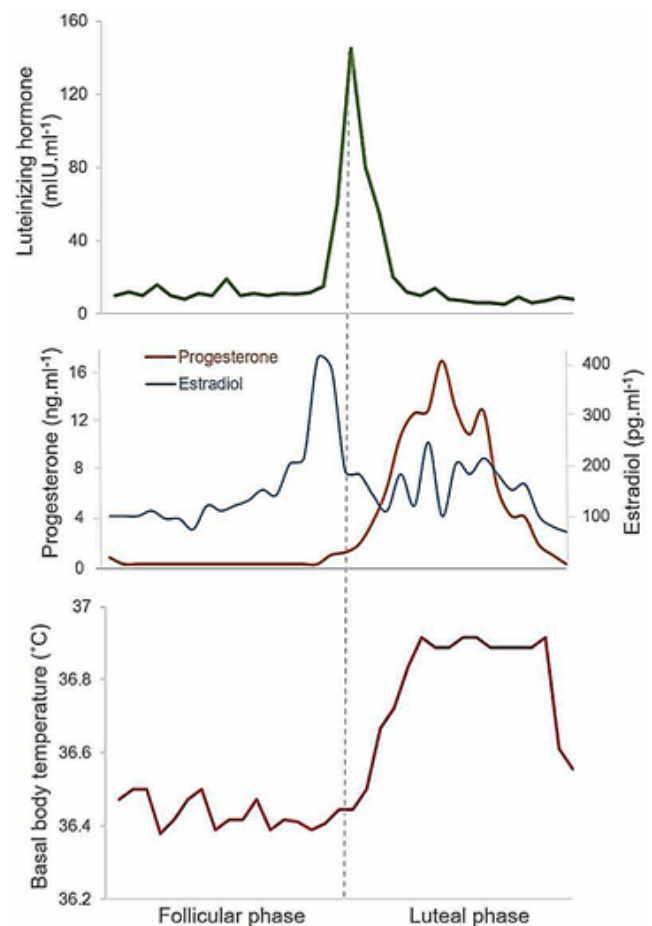 Luteinizing hormone
(mIU.ml⁻¹)
160
120
80
40
0
Progesterone (ng.ml⁻¹)
16
12
8
4
0
Progesterone
Estradiol
400
300
200
100
Estradiol (pg.ml⁻¹)
Basal body temperature (°C)
37
36.8
36.6
36.4
36.2
Follicular phase
Luteal phase